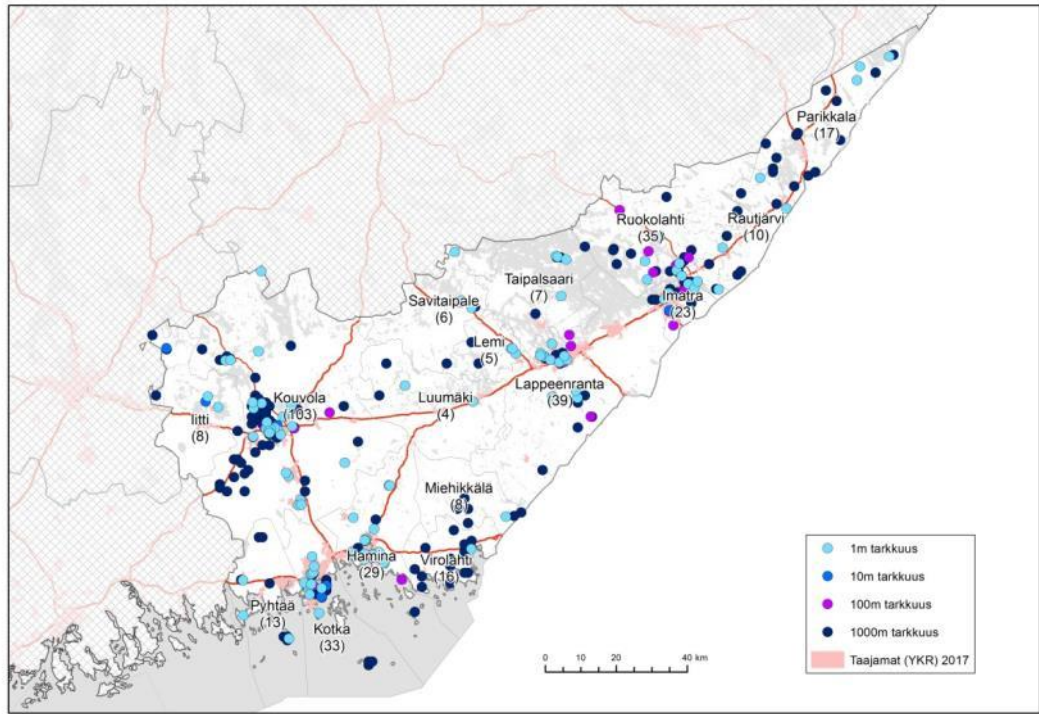 Parikkala
(17)
Ruokolahti
(35)
Rautjärvi
(10)
Taipalsaari
(7)
Imatra
(23)
Savitaipale
(6)
Lemi
(5)
Kouvola
(103)
Lappeenranta
(39)
Luumäki
(4)
Iitti
(8)
Miehikkälä
(8)
Hamina
(29)
Virolahti
(16)
Pyhtää
(13)
Kotka
(33)
1m tarkkuus
10m tarkkuus
100m tarkkuus
1000m tarkkuus
Taajamat (YKR) 2017
0 10 20 40 km